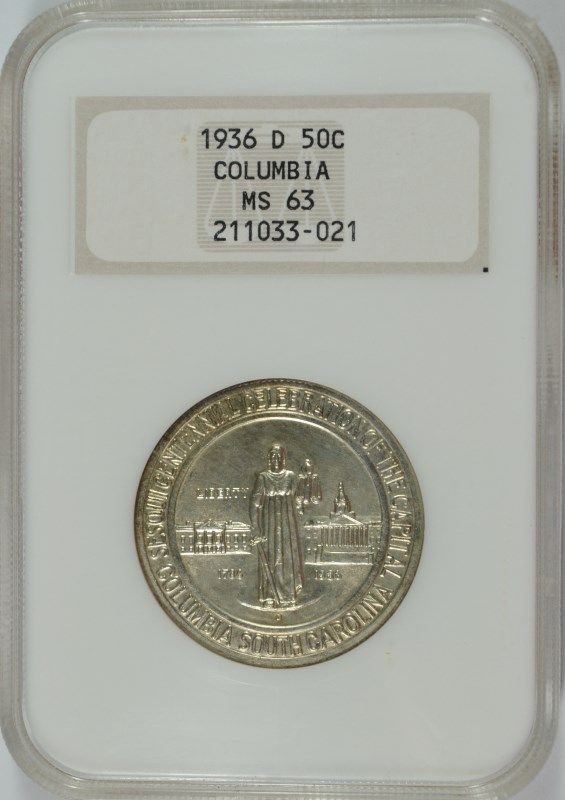 1936 D 50C
COLUMBIA
MS 63
211033-021
SESQUICENTENNIAL CELEBRATION OF THE CAPITAL
LIBERTY
1786 1936
COLUMBIA SOUTH CAROLINA
D